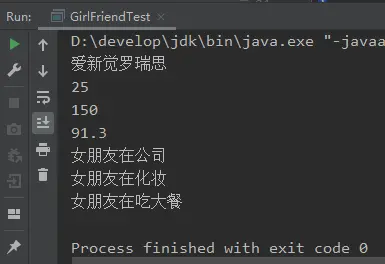 Run: GirlFriendTest
D:\develop\jdk\bin\java.exe "-javaa
爱新觉罗瑞思
25
150
91.3
女朋友在公司
女朋友在化妆
女朋友在吃大餐
Process finished with exit code 0